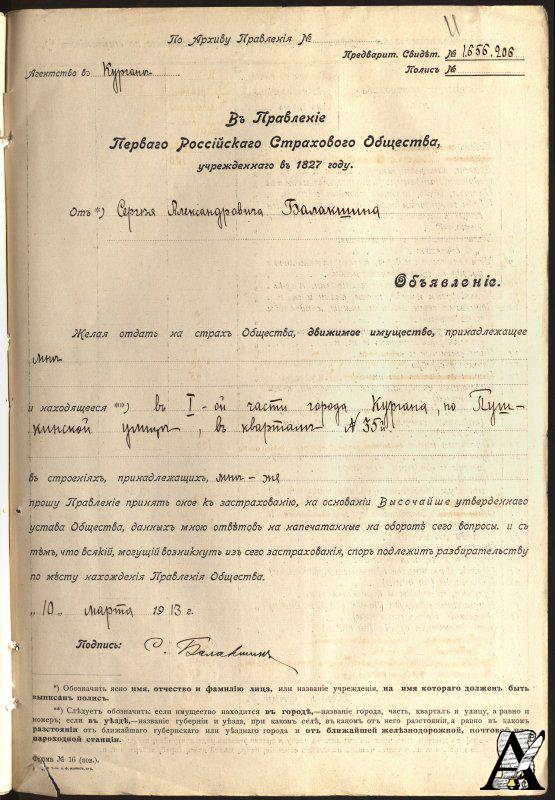 11
По Архиву Правленія №
Предварит. Свидѣт. № 1.656.206
Агентство въ Курганѣ
Полисъ №
Въ Правленіе
Перваго Россійскаго Страхового Общества,
учрежденнаго въ 1827 году.
Отъ *) Сергѣя Александровича Балакшина
Объявленіе.
Желая отдать на страхъ Общества, движимое имущество, принадлежащее
мнѣ
и находящееся **) въ I-ой части города Кургана, по Пуш-
кинской улицѣ, въ кварталѣ № 35й
въ строеніяхъ, принадлежащихъ, мнѣ-же
прошу Правленіе принять оное къ застрахованію, на основаніи Высочайше утвержденнаго
устава Общества, данныхъ мною отвѣтовъ на напечатанные на оборотѣ сего вопросы. и съ
тѣмъ, что всякій, могущій возникнуть изъ сего застрахованія, споръ подлежитъ разбирательству
по мѣсту нахожденія Правленія Общества.
„10„ марта 1913 г.
Подпись: С. Балакшинъ
*) Обозначить ясно имя, отчество и фамилію лица, или названіе учрежденія, на имя котораго долженъ быть
выписанъ полисъ.
**) Слѣдуетъ обозначить: если имущество находится въ городѣ,—названіе города, часть, кварталъ и улицу, а равно и
номеръ; если въ уѣздѣ,—названіе губерніи и уѣзда, при какомъ селѣ, въ какомъ отъ него разстояніи, а равно въ какомъ
разстояніи отъ ближайшаго губернскаго или уѣзднаго города и отъ ближайшей желѣзнодорожной, почтовой или
пароходной станціи.
Форма № 16 (нов.).